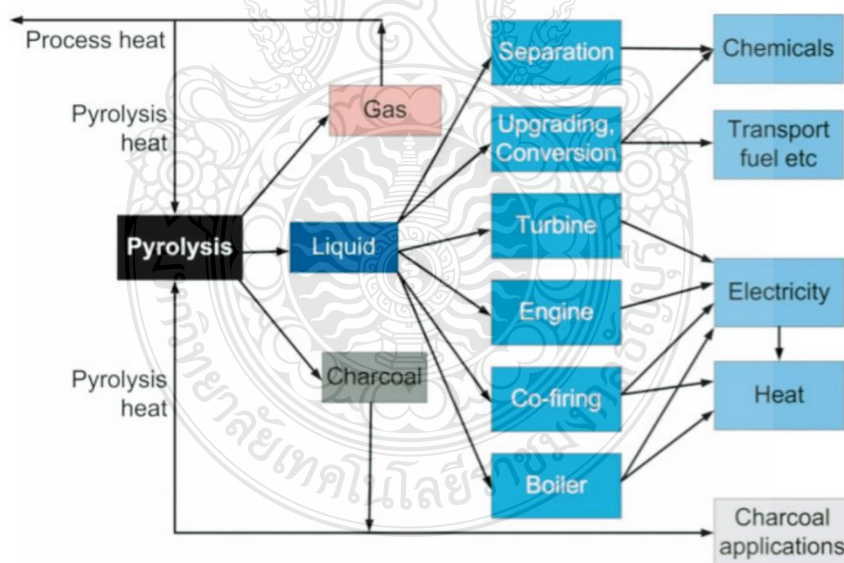 Process heat
Pyrolysis
heat
Gas
Pyrolysis
Liquid
Charcoal
Pyrolysis
heat
Separation
Upgrading,
Conversion
Turbine
Engine
Co-firing
Boiler
Chemicals
Transport
fuel etc
Electricity
Heat
Charcoal
applications